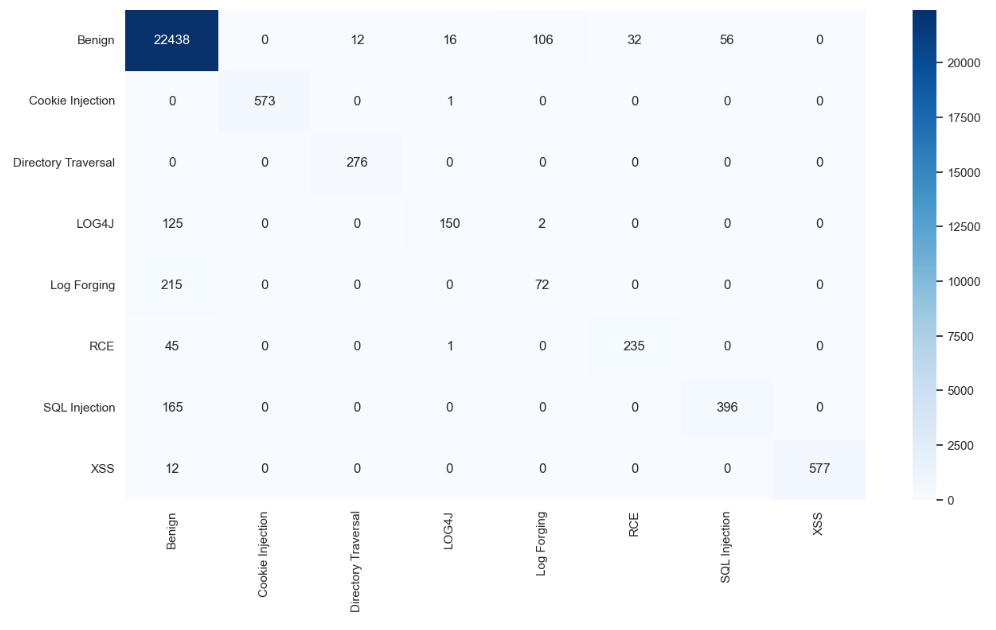 Benign 22438 0 12 16 106 32 56 0
Cookie Injection 0 573 0 1 0 0 0 0
Directory Traversal 0 0 276 0 0 0 0 0
LOG4J 125 0 0 150 2 0 0 0
Log Forging 215 0 0 0 72 0 0 0
RCE 45 0 0 1 0 235 0 0
SQL Injection 165 0 0 0 0 0 396 0
XSS 12 0 0 0 0 0 0 577
Benign
Cookie Injection
Directory Traversal
LOG4J
Log Forging
RCE
SQL Injection
XSS
20000
17500
15000
12500
10000
7500
5000
2500
0